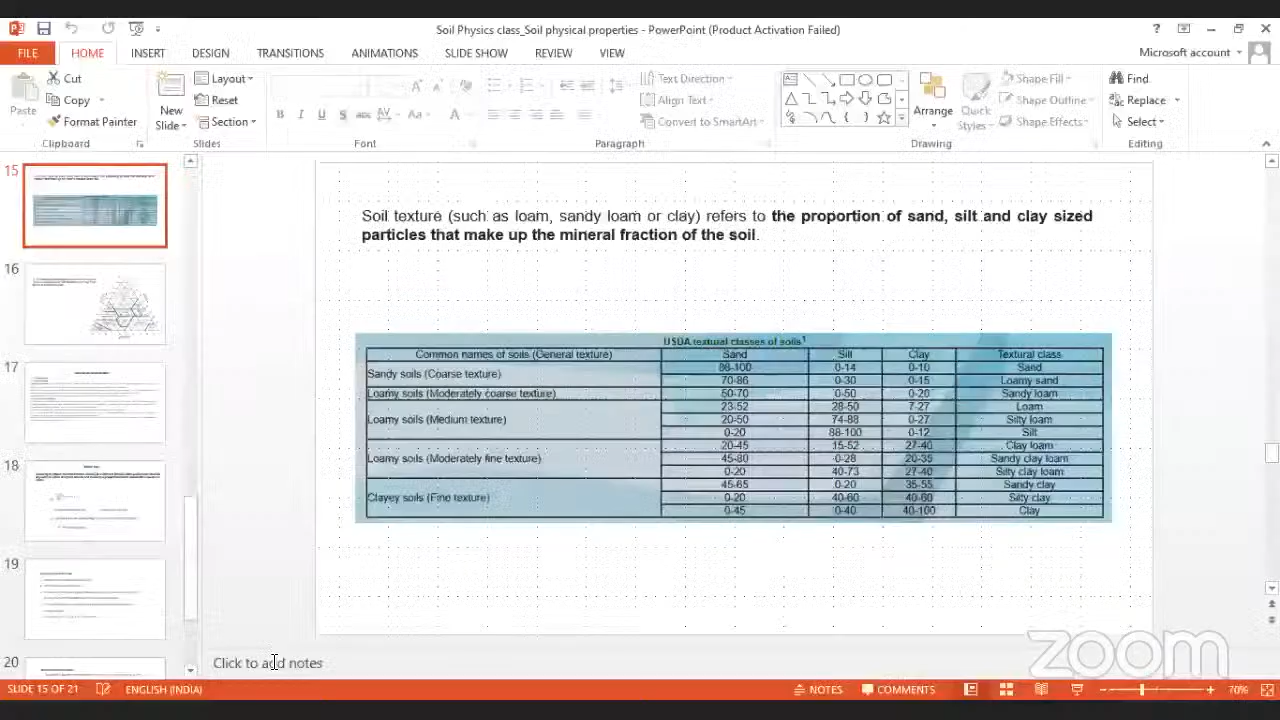 Soil Physics class_Soil physical properties - PowerPoint (Product Activation Failed)
FILE HOME INSERT DESIGN TRANSITIONS ANIMATIONS SLIDE SHOW REVIEW VIEW Microsoft account
Paste Cut Copy Format Painter Clipboard
New Slide Layout Reset Section Slides
Font
Text Direction Align Text Convert to SmartArt Paragraph
Arrange Quick Styles Shape Fill Shape Outline Shape Effects Drawing
Find Replace Select Editing
15
16
17
18
19
20
Soil texture (such as loam, sandy loam or clay) refers to the proportion of sand, silt and clay sized
particles that make up the mineral fraction of the soil.
USDA textural classes of soils1
Common names of soils (General texture) Sand Silt Clay Textural class
Sandy soils (Coarse texture) 86-100 0-14 0-10 Sand
70-86 0-30 0-15 Loamy sand
Loamy soils (Moderately coarse texture) 50-70 0-50 0-20 Sandy loam
Loamy soils (Medium texture) 23-52 28-50 7-27 Loam
20-50 74-88 0-27 Silty loam
0-20 88-100 0-12 Silt
Loamy soils (Moderately fine texture) 20-45 15-52 27-40 Clay loam
45-80 0-28 20-35 Sandy clay loam
0-20 40-73 27-40 Silty clay loam
Clayey soils (Fine texture) 45-65 0-20 35-55 Sandy clay
0-20 40-60 40-60 Silty clay
0-45 0-40 40-100 Clay
Click to add notes
zoom
SLIDE 15 OF 21 ENGLISH (INDIA) NOTES COMMENTS 70%